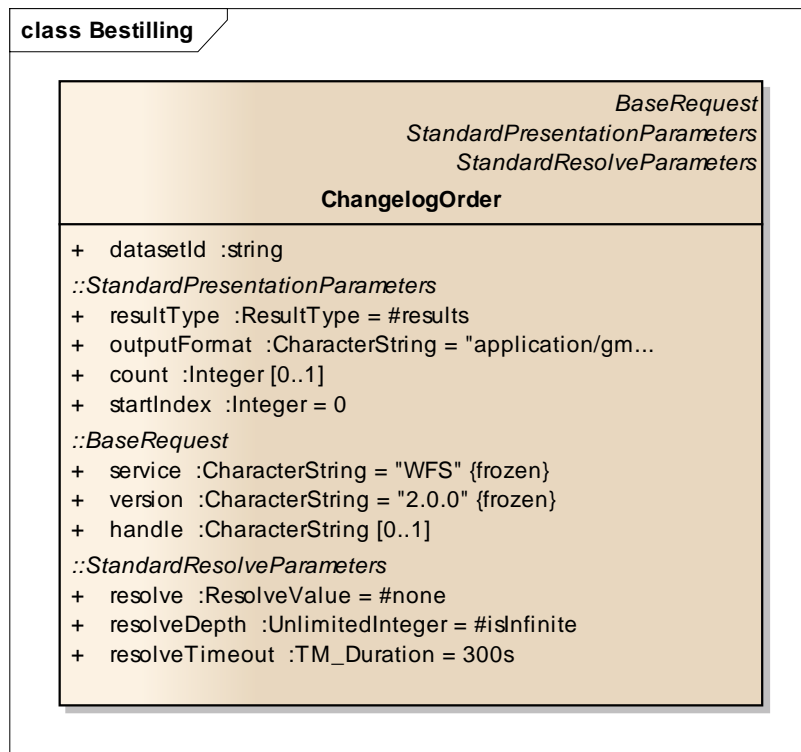 class Bestilling
BaseRequest
StandardPresentationParameters
StandardResolveParameters
ChangelogOrder
+ datasetId :string
::StandardPresentationParameters
+ resultType :ResultType = #results
+ outputFormat :CharacterString = "application/gm...
+ count :Integer [0..1]
+ startIndex :Integer = 0
::BaseRequest
+ service :CharacterString = "WFS" {frozen}
+ version :CharacterString = "2.0.0" {frozen}
+ handle :CharacterString [0..1]
::StandardResolveParameters
+ resolve :ResolveValue = #none
+ resolveDepth :UnlimitedInteger = #isInfinite
+ resolveTimeout :TM_Duration = 300s